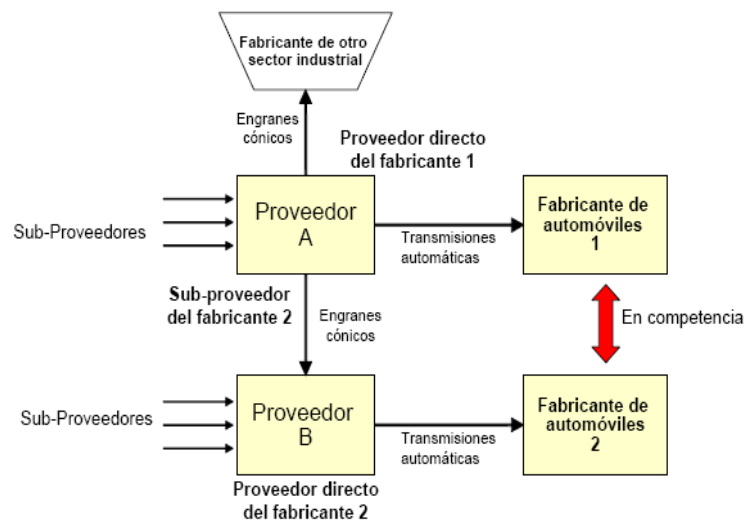 Fabricante de otro
sector industrial
Engranes
cónicos
Proveedor directo
del fabricante 1
Sub-Proveedores
Proveedor
A
Transmisiones
automáticas
Fabricante de
automóviles
1
Sub-proveedor
del fabricante 2
Engranes
cónicos
En competencia
Sub-Proveedores
Proveedor
B
Transmisiones
automáticas
Fabricante de
automóviles
2
Proveedor directo
del fabricante 2